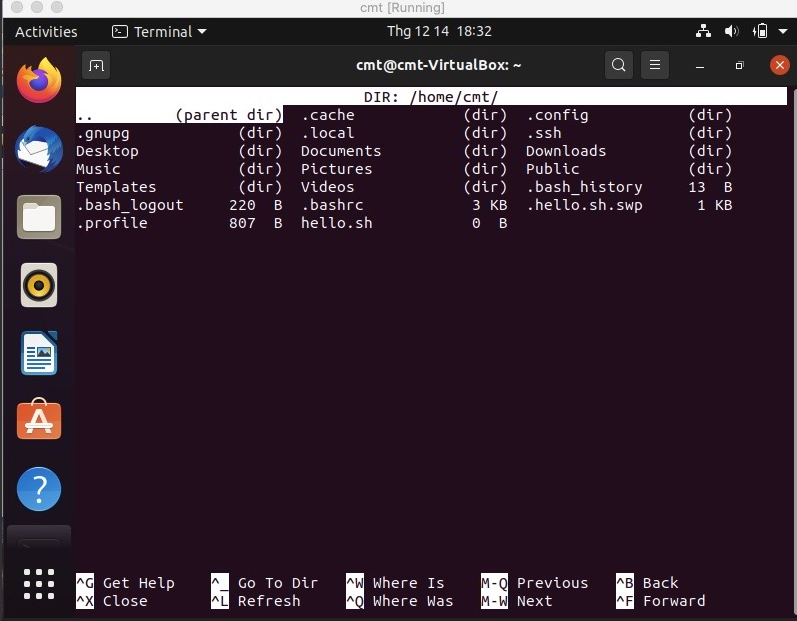 cmt [Running]
Activities Terminal Thg 12 14 18:32
cmt@cmt-VirtualBox: ~
DIR: /home/cmt/
.. (parent dir) .cache (dir) .config (dir)
.gnupg (dir) .local (dir) .ssh (dir)
Desktop (dir) Documents (dir) Downloads (dir)
Music (dir) Pictures (dir) Public (dir)
Templates (dir) Videos (dir) .bash_history 13 B
.bash_logout 220 B .bashrc 3 KB .hello.sh.swp 1 KB
.profile 807 B hello.sh 0 B
^G Get Help ^_ Go To Dir ^W Where Is M-Q Previous ^B Back
^X Close ^L Refresh ^Q Where Was M-W Next ^F Forward